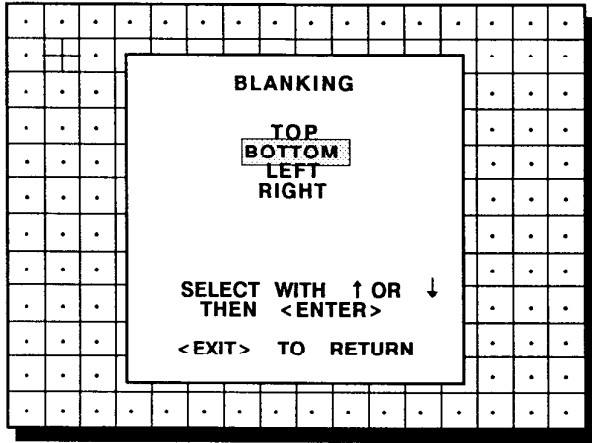 BLANKING
TOP
BOTTOM
LEFT
RIGHT
SELECT WITH ↑ OR ↓
THEN <ENTER>
<EXIT> TO RETURN